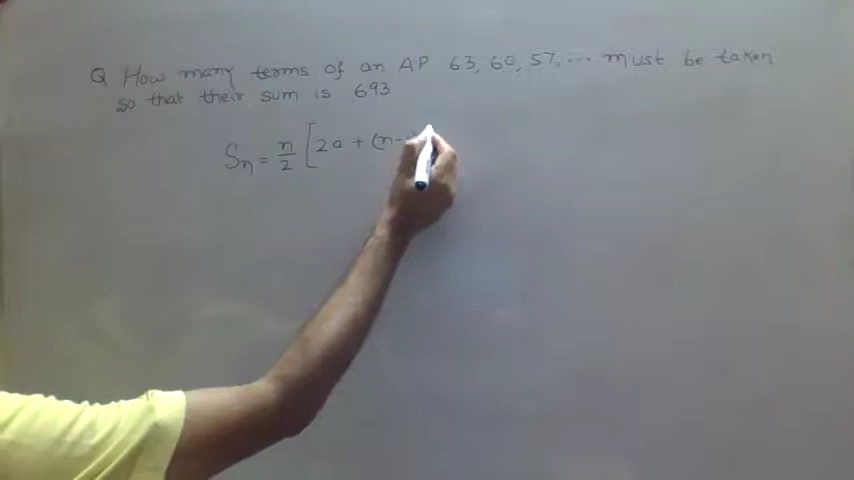 Q How many terms of an AP 63, 60, 57, ... must be taken
so that their sum is 693
Sn = n/2 [2a + (n-